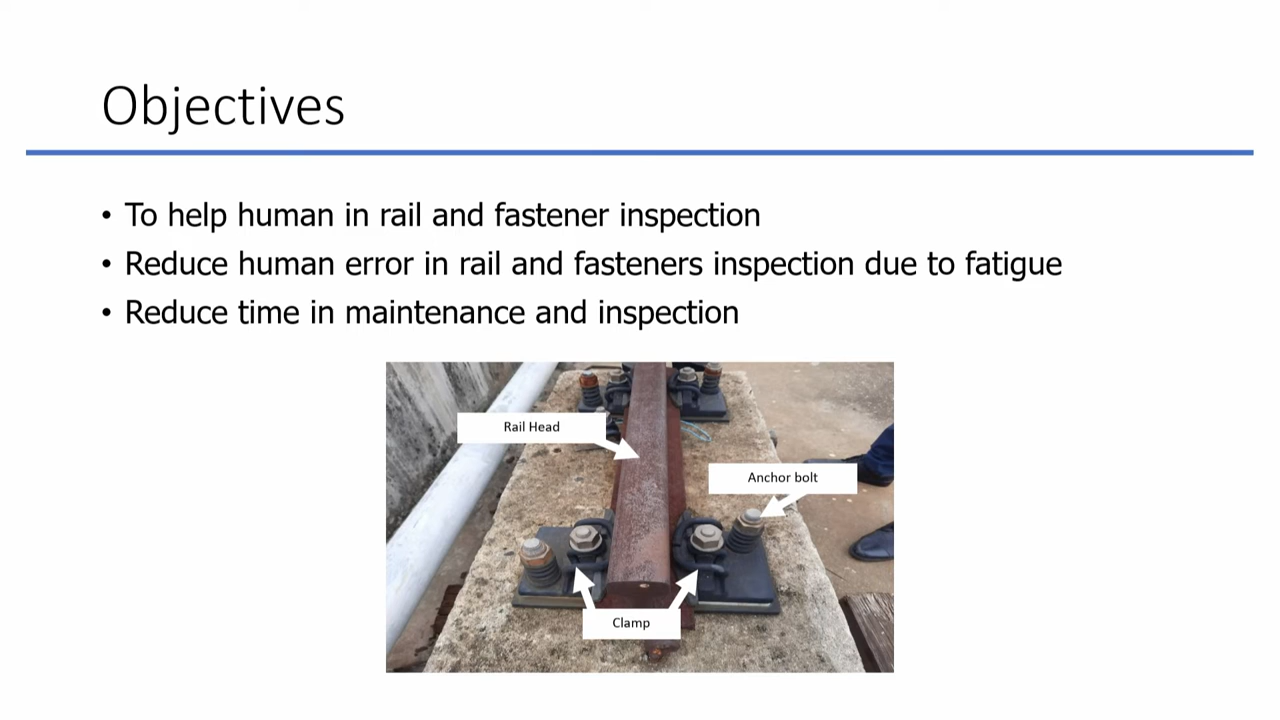 Objectives
• To help human in rail and fastener inspection
• Reduce human error in rail and fasteners inspection due to fatigue
• Reduce time in maintenance and inspection
Rail Head
Anchor bolt
Clamp